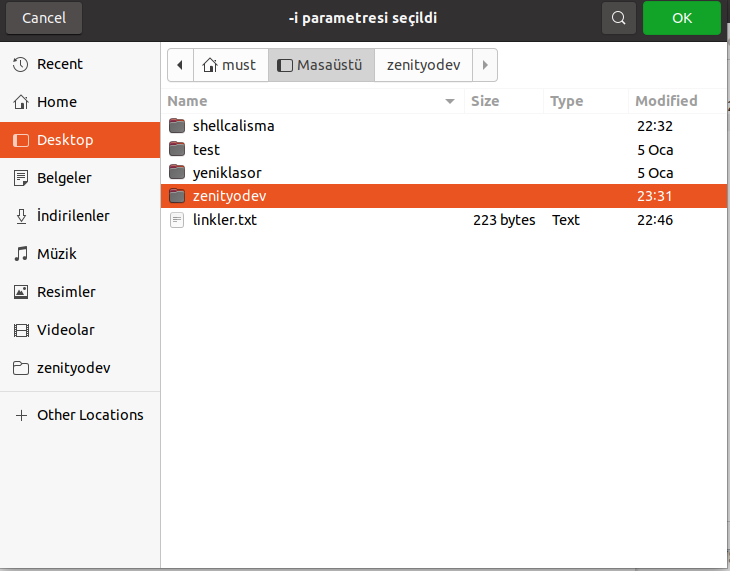 Cancel -i parametresi seçildi OK
Recent
Home
Desktop
Belgeler
İndirilenler
Müzik
Resimler
Videolar
zenityodev
Other Locations
must Masaüstü zenityodev
Name Size Type Modified
shellcalisma 22:32
test 5 Oca
yeniklasor 5 Oca
zenityodev 23:31
linkler.txt 223 bytes Text 22:46